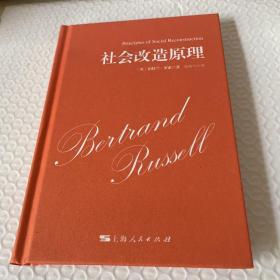 Principles of Social Reconstruction
社会改造原理
Bertrand
Russell
上海人民出版社